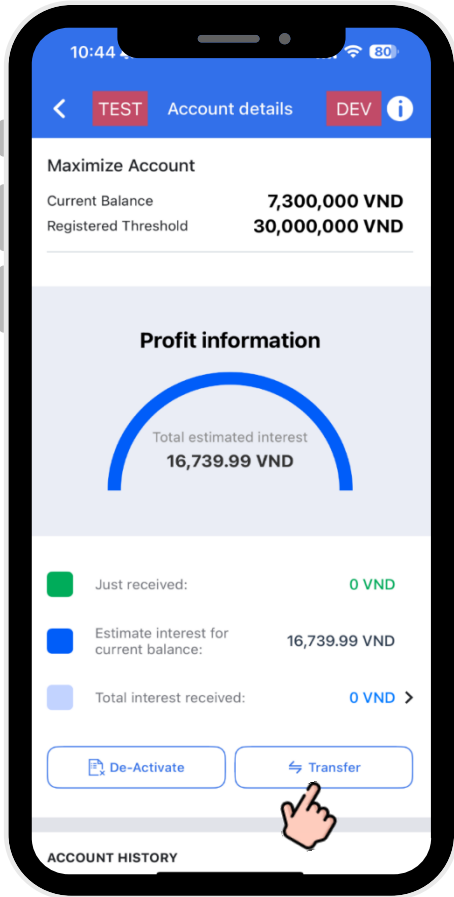 10:44
80
TEST Account details DEV
Maximize Account
Current Balance 7,300,000 VND
Registered Threshold 30,000,000 VND
Profit information
Total estimated interest
16,739.99 VND
Just received: 0 VND
Estimate interest for
current balance: 16,739.99 VND
Total interest received: 0 VND
De-Activate Transfer
ACCOUNT HISTORY